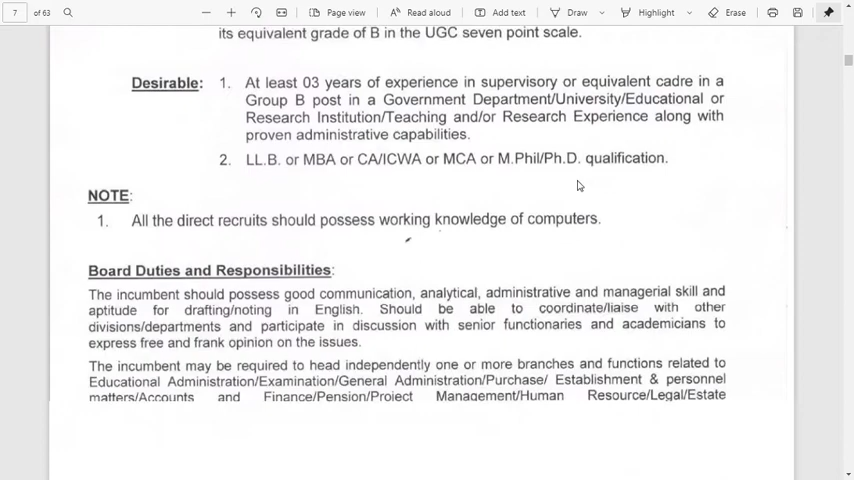 7 of 63 Page view Read aloud Add text Draw Highlight Erase
its equivalent grade of B in the UGC seven point scale.
Desirable: 1. At least 03 years of experience in supervisory or equivalent cadre in a
Group B post in a Government Department/University/Educational or
Research Institution/Teaching and/or Research Experience along with
proven administrative capabilities.
2. LL.B. or MBA or CA/ICWA or MCA or M.Phil/Ph.D. qualification.
NOTE:
1. All the direct recruits should possess working knowledge of computers.
Board Duties and Responsibilities:
The incumbent should possess good communication, analytical, administrative and managerial skill and
aptitude for drafting/noting in English. Should be able to coordinate/liaise with other
divisions/departments and participate in discussion with senior functionaries and academicians to
express free and frank opinion on the issues.
The incumbent may be required to head independently one or more branches and functions related to
Educational Administration/Examination/General Administration/Purchase/ Establishment & personnel
matters/Accounts and Finance/Pension/Project Management/Human Resource/Legal/Estate